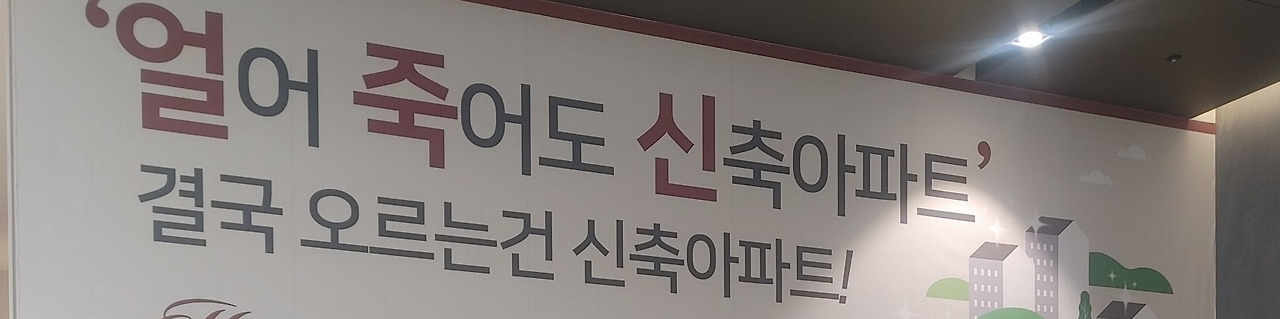 ‘얼어 죽어도 신축아파트’
결국 오르는건 신축아파트!